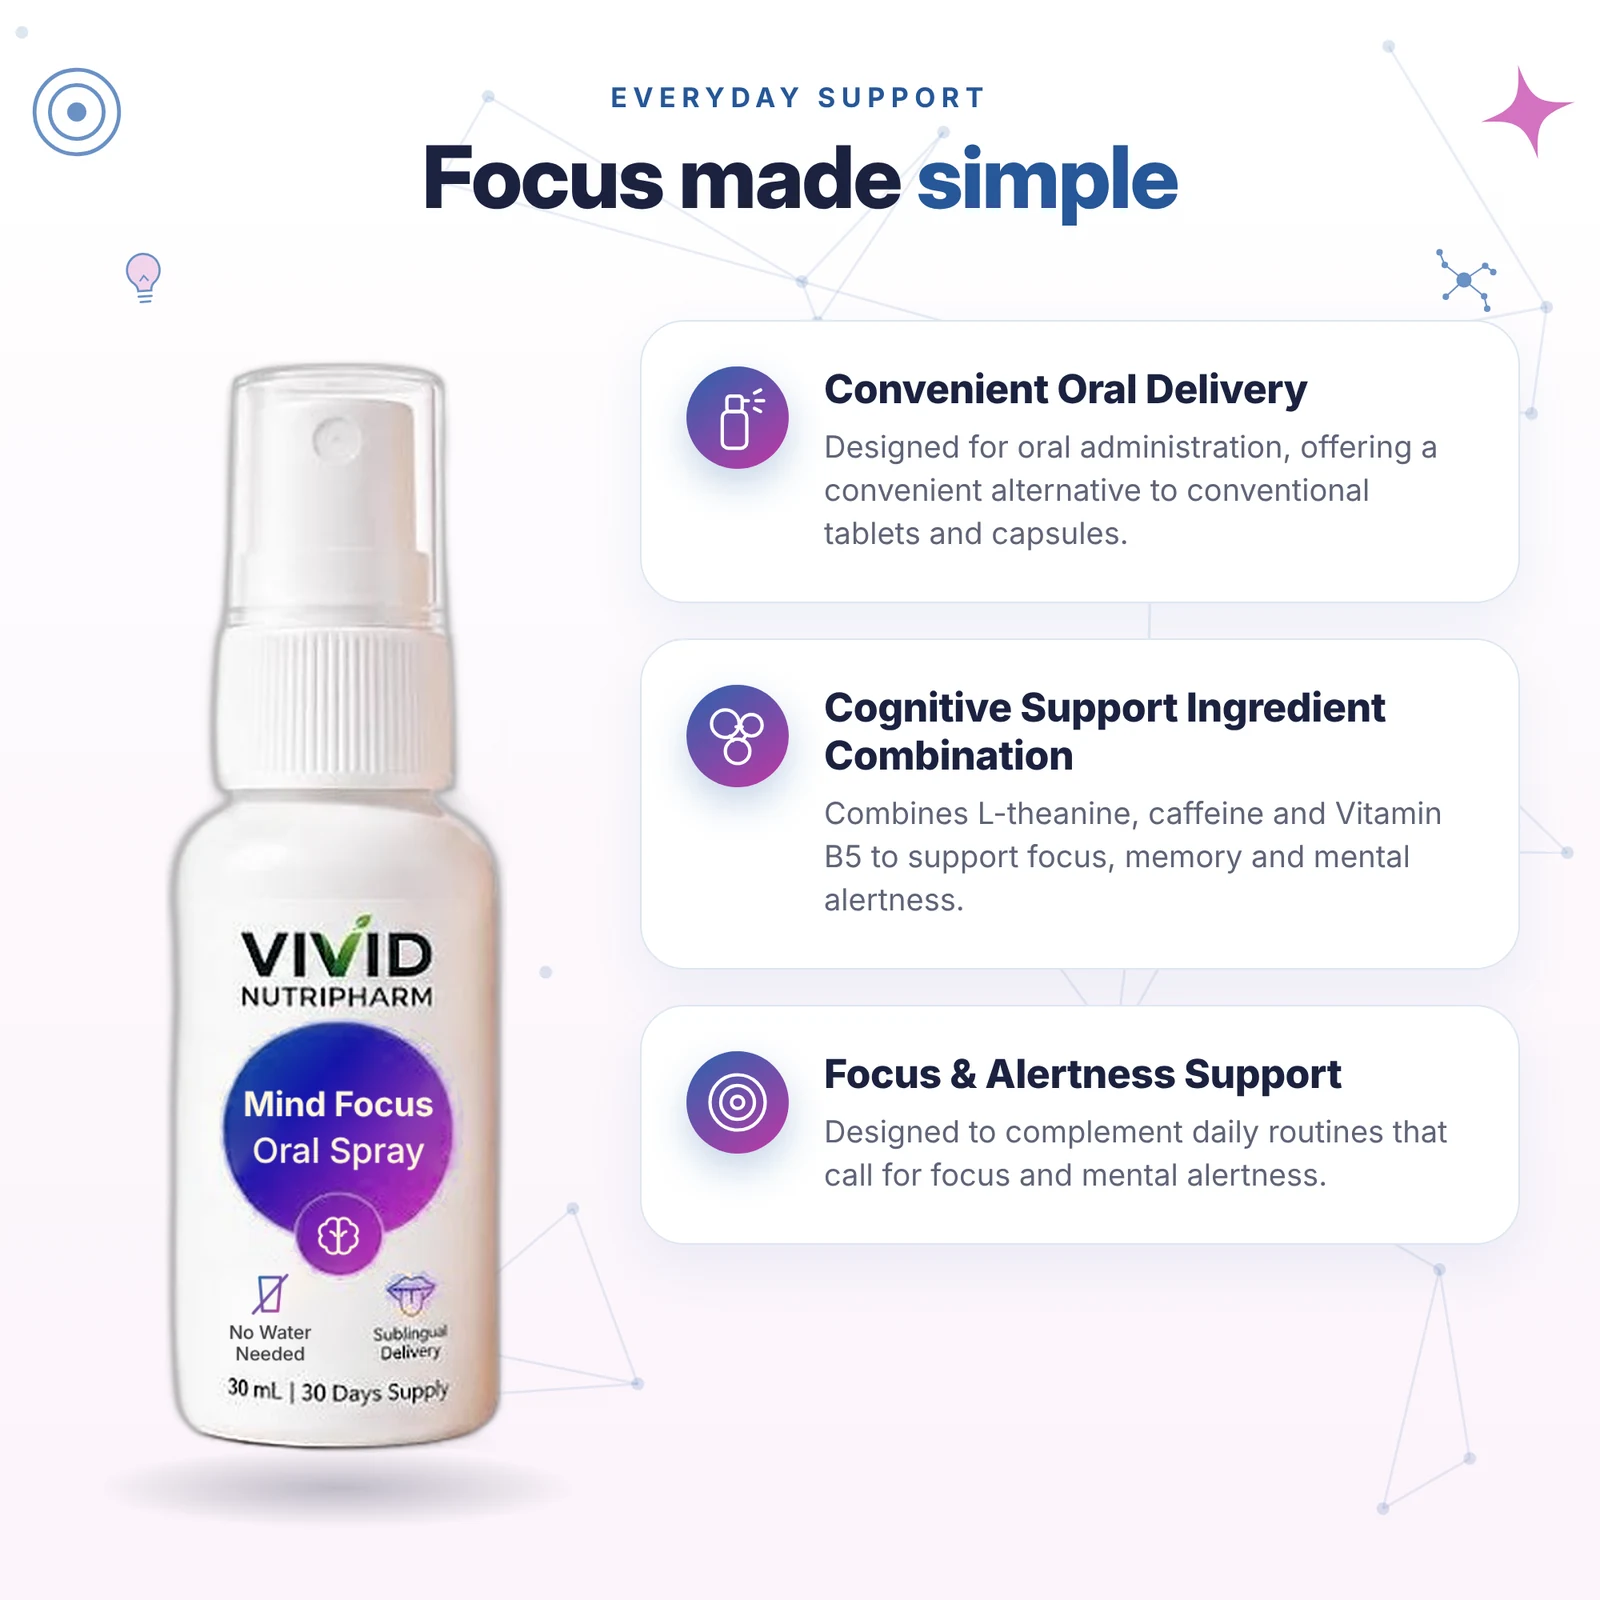 EVERYDAY SUPPORT
Focus made simple
Convenient Oral Delivery
Designed for oral administration, offering a
convenient alternative to conventional
tablets and capsules.
Cognitive Support Ingredient
Combination
Combines L-theanine, caffeine and Vitamin
B5 to support focus, memory and mental
alertness.
Focus & Alertness Support
Designed to complement daily routines that
call for focus and mental alertness.
VIVID
NUTRIPHARM
Mind Focus
Oral Spray
No Water
Needed
Sublingual
Delivery
30 mL | 30 Days Supply